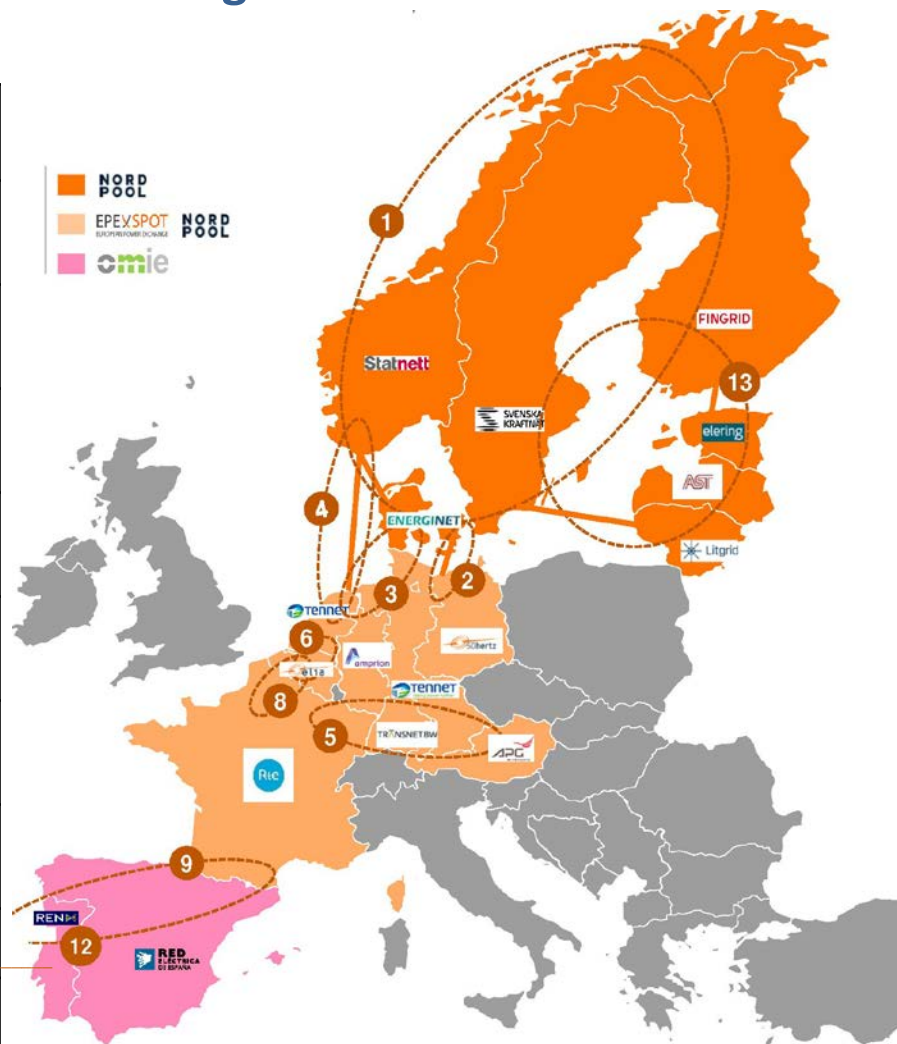 NORD
POOL
EPEXSPOT
EUROPEAN POWER EXCHANGE
NORD
POOL
omie
1
FINGRID
Statnett
13
SVENSKA
KRAFTNÄT
elering
AST
4
ENERGINET
Litgrid
2
3
TENNET
6
50hertz
amprion
elia
TENNET
8
5
TRANSNET BW
APG
Rte
9
REN
12
RED
ELÉCTRICA
DE ESPAÑA